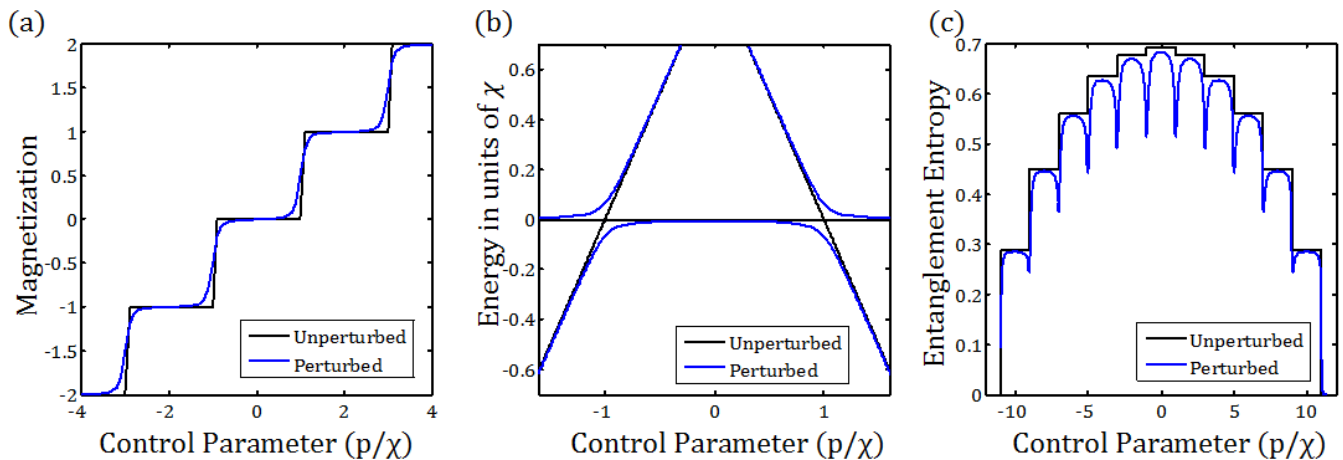 (a)
Magnetization
2
1.5
1
0.5
0
-0.5
-1
-1.5
-2
-4
-2
0
2
4
Control Parameter (p/χ)
Unperturbed
Perturbed
(b)
Energy in units of χ
0.6
0.4
0.2
0
-0.2
-0.4
-0.6
-1
0
1
Control Parameter (p/χ)
Unperturbed
Perturbed
(c)
Entanglement Entropy
0.7
0.6
0.5
0.4
0.3
0.2
0.1
0
-10
-5
0
5
10
Control Parameter (p/χ)
Unperturbed
Perturbed